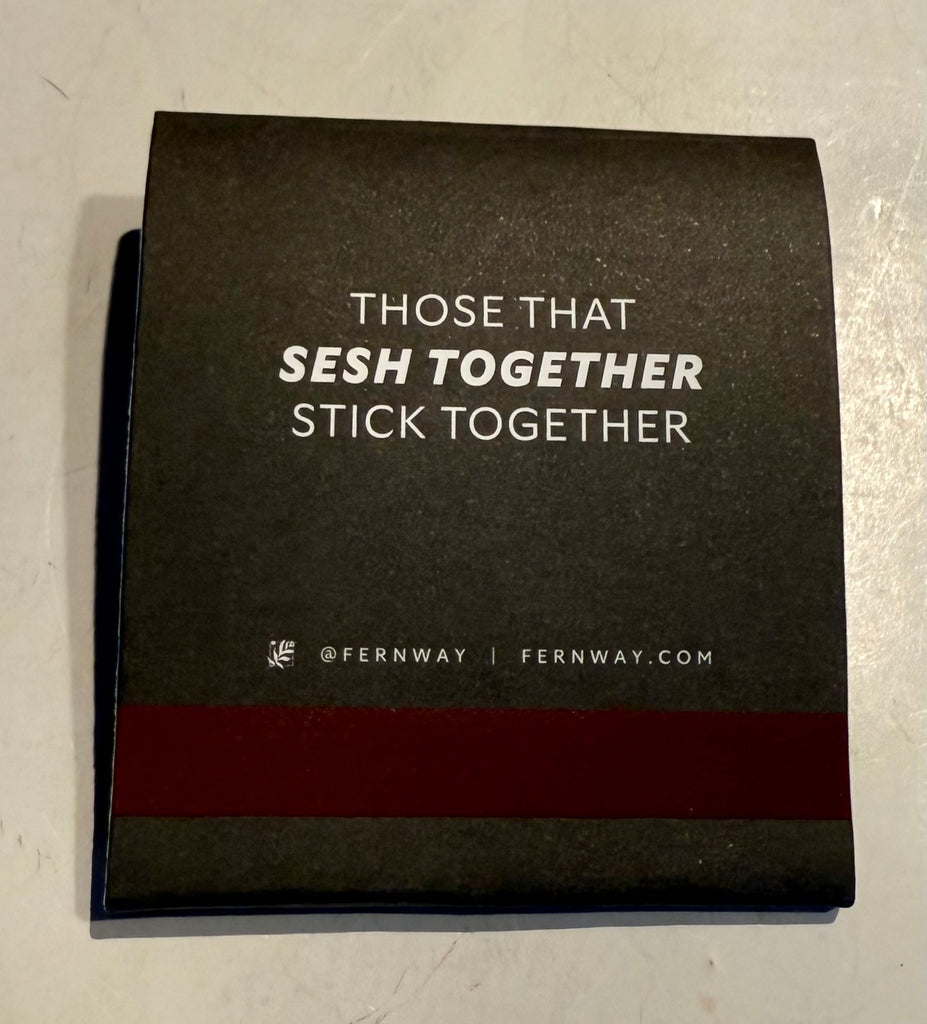 THOSE THAT
SESH TOGETHER
STICK TOGETHER
@FERNWAY | FERNWAY.COM